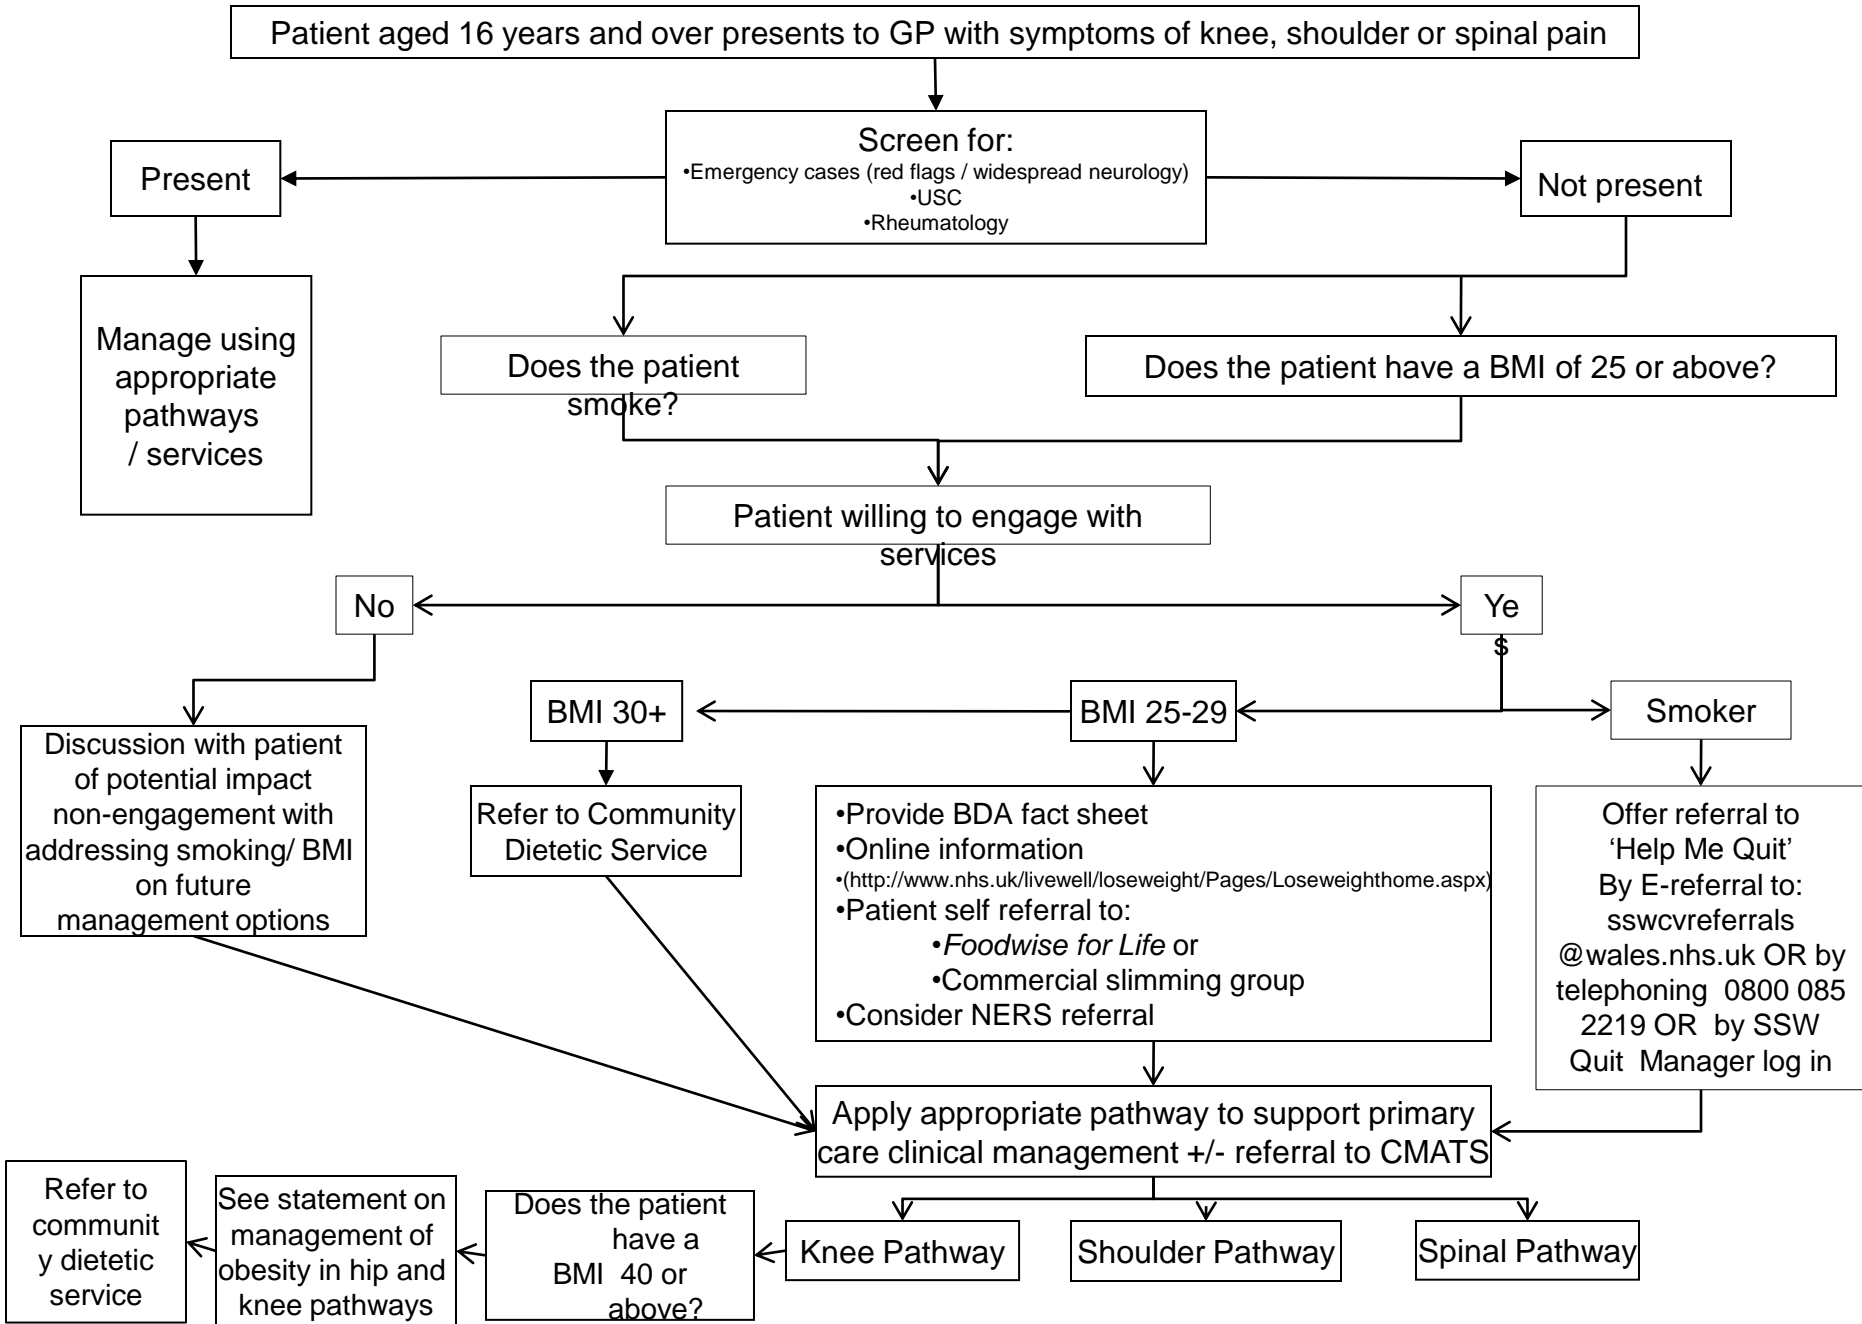 Patient aged 16 years and over presents to GP with symptoms of knee, shoulder or spinal pain
Screen for:
•Emergency cases (red flags / widespread neurology)
•USC
•Rheumatology
Present
Not present
Manage using
appropriate
pathways
/ services
Does the patient
smoke?
Does the patient have a BMI of 25 or above?
Patient willing to engage with
services
No
Ye
s
BMI 30+
BMI 25-29
Smoker
Discussion with patient
of potential impact
non-engagement with
addressing smoking/ BMI
on future
management options
Refer to Community
Dietetic Service
•Provide BDA fact sheet
•Online information
•(http://www.nhs.uk/livewell/loseweight/Pages/Loseweighthome.aspx)
•Patient self referral to:
•Foodwise for Life or
•Commercial slimming group
•Consider NERS referral
Offer referral to
‘Help Me Quit’
By E-referral to:
sswcvreferrals
@wales.nhs.uk OR by
telephoning 0800 085
2219 OR by SSW
Quit Manager log in
Apply appropriate pathway to support primary
care clinical management +/- referral to CMATS
Refer to
communit
y dietetic
service
See statement on
management of
obesity in hip and
knee pathways
Does the patient
have a
BMI 40 or
above?
Knee Pathway
Shoulder Pathway
Spinal Pathway